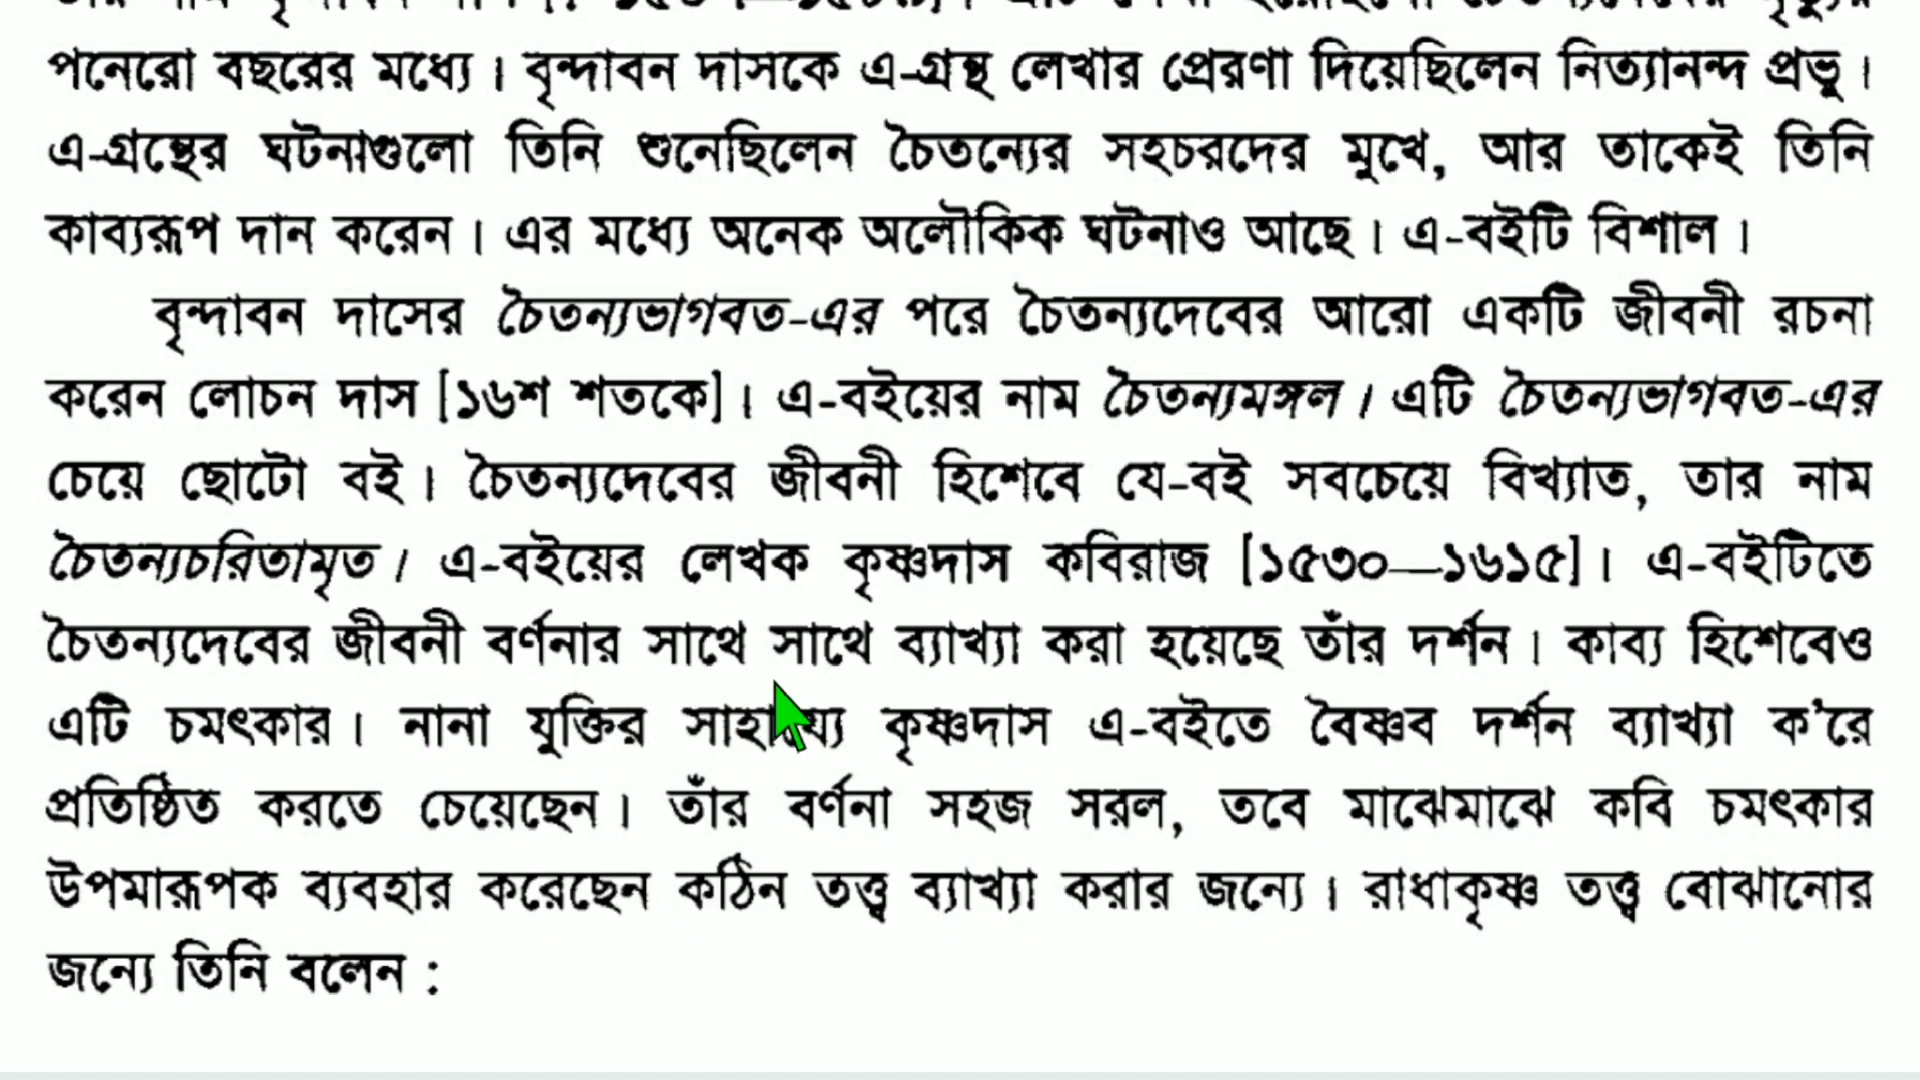 পনেরো বছরের মধ্যে। বৃন্দাবন দাসকে এ-গ্রন্থ লেখার প্রেরণা দিয়েছিলেন নিত্যানন্দ প্রভু।
এ-গ্রন্থের ঘটনাগুলো তিনি শুনেছিলেন চৈতন্যের সহচরদের মুখে, আর তাকেই তিনি
কাব্যরূপ দান করেন। এর মধ্যে অনেক অলৌকিক ঘটনাও আছে। এ-বইটি বিশাল।
বৃন্দাবন দাসের চৈতন্যভাগবত-এর পরে চৈতন্যদেবের আরো একটি জীবনী রচনা
করেন লোচন দাস [১৬শ শতকে]। এ-বইয়ের নাম চৈতন্যমঙ্গল। এটি চৈতন্যভাগবত-এর
চেয়ে ছোটো বই। চৈতন্যদেবের জীবনী হিশেবে যে-বই সবচেয়ে বিখ্যাত, তার নাম
চৈতন্যচরিতামৃত। এ-বইয়ের লেখক কৃষ্ণদাস কবিরাজ [১৫৩০—১৬১৫]। এ-বইটিতে
চৈতন্যদেবের জীবনী বর্ণনার সাথে সাথে ব্যাখ্যা করা হয়েছে তাঁর দর্শন। কাব্য হিশেবেও
এটি চমৎকার। নানা যুক্তির সাহায্যে কৃষ্ণদাস এ-বইতে বৈষ্ণব দর্শন ব্যাখ্যা ক'রে
প্রতিষ্ঠিত করতে চেয়েছেন। তাঁর বর্ণনা সহজ সরল, তবে মাঝেমাঝে কবি চমৎকার
উপমারূপক ব্যবহার করেছেন কঠিন তত্ত্ব ব্যাখ্যা করার জন্যে। রাধাকৃষ্ণ তত্ত্ব বোঝানোর
জন্যে তিনি বলেন :